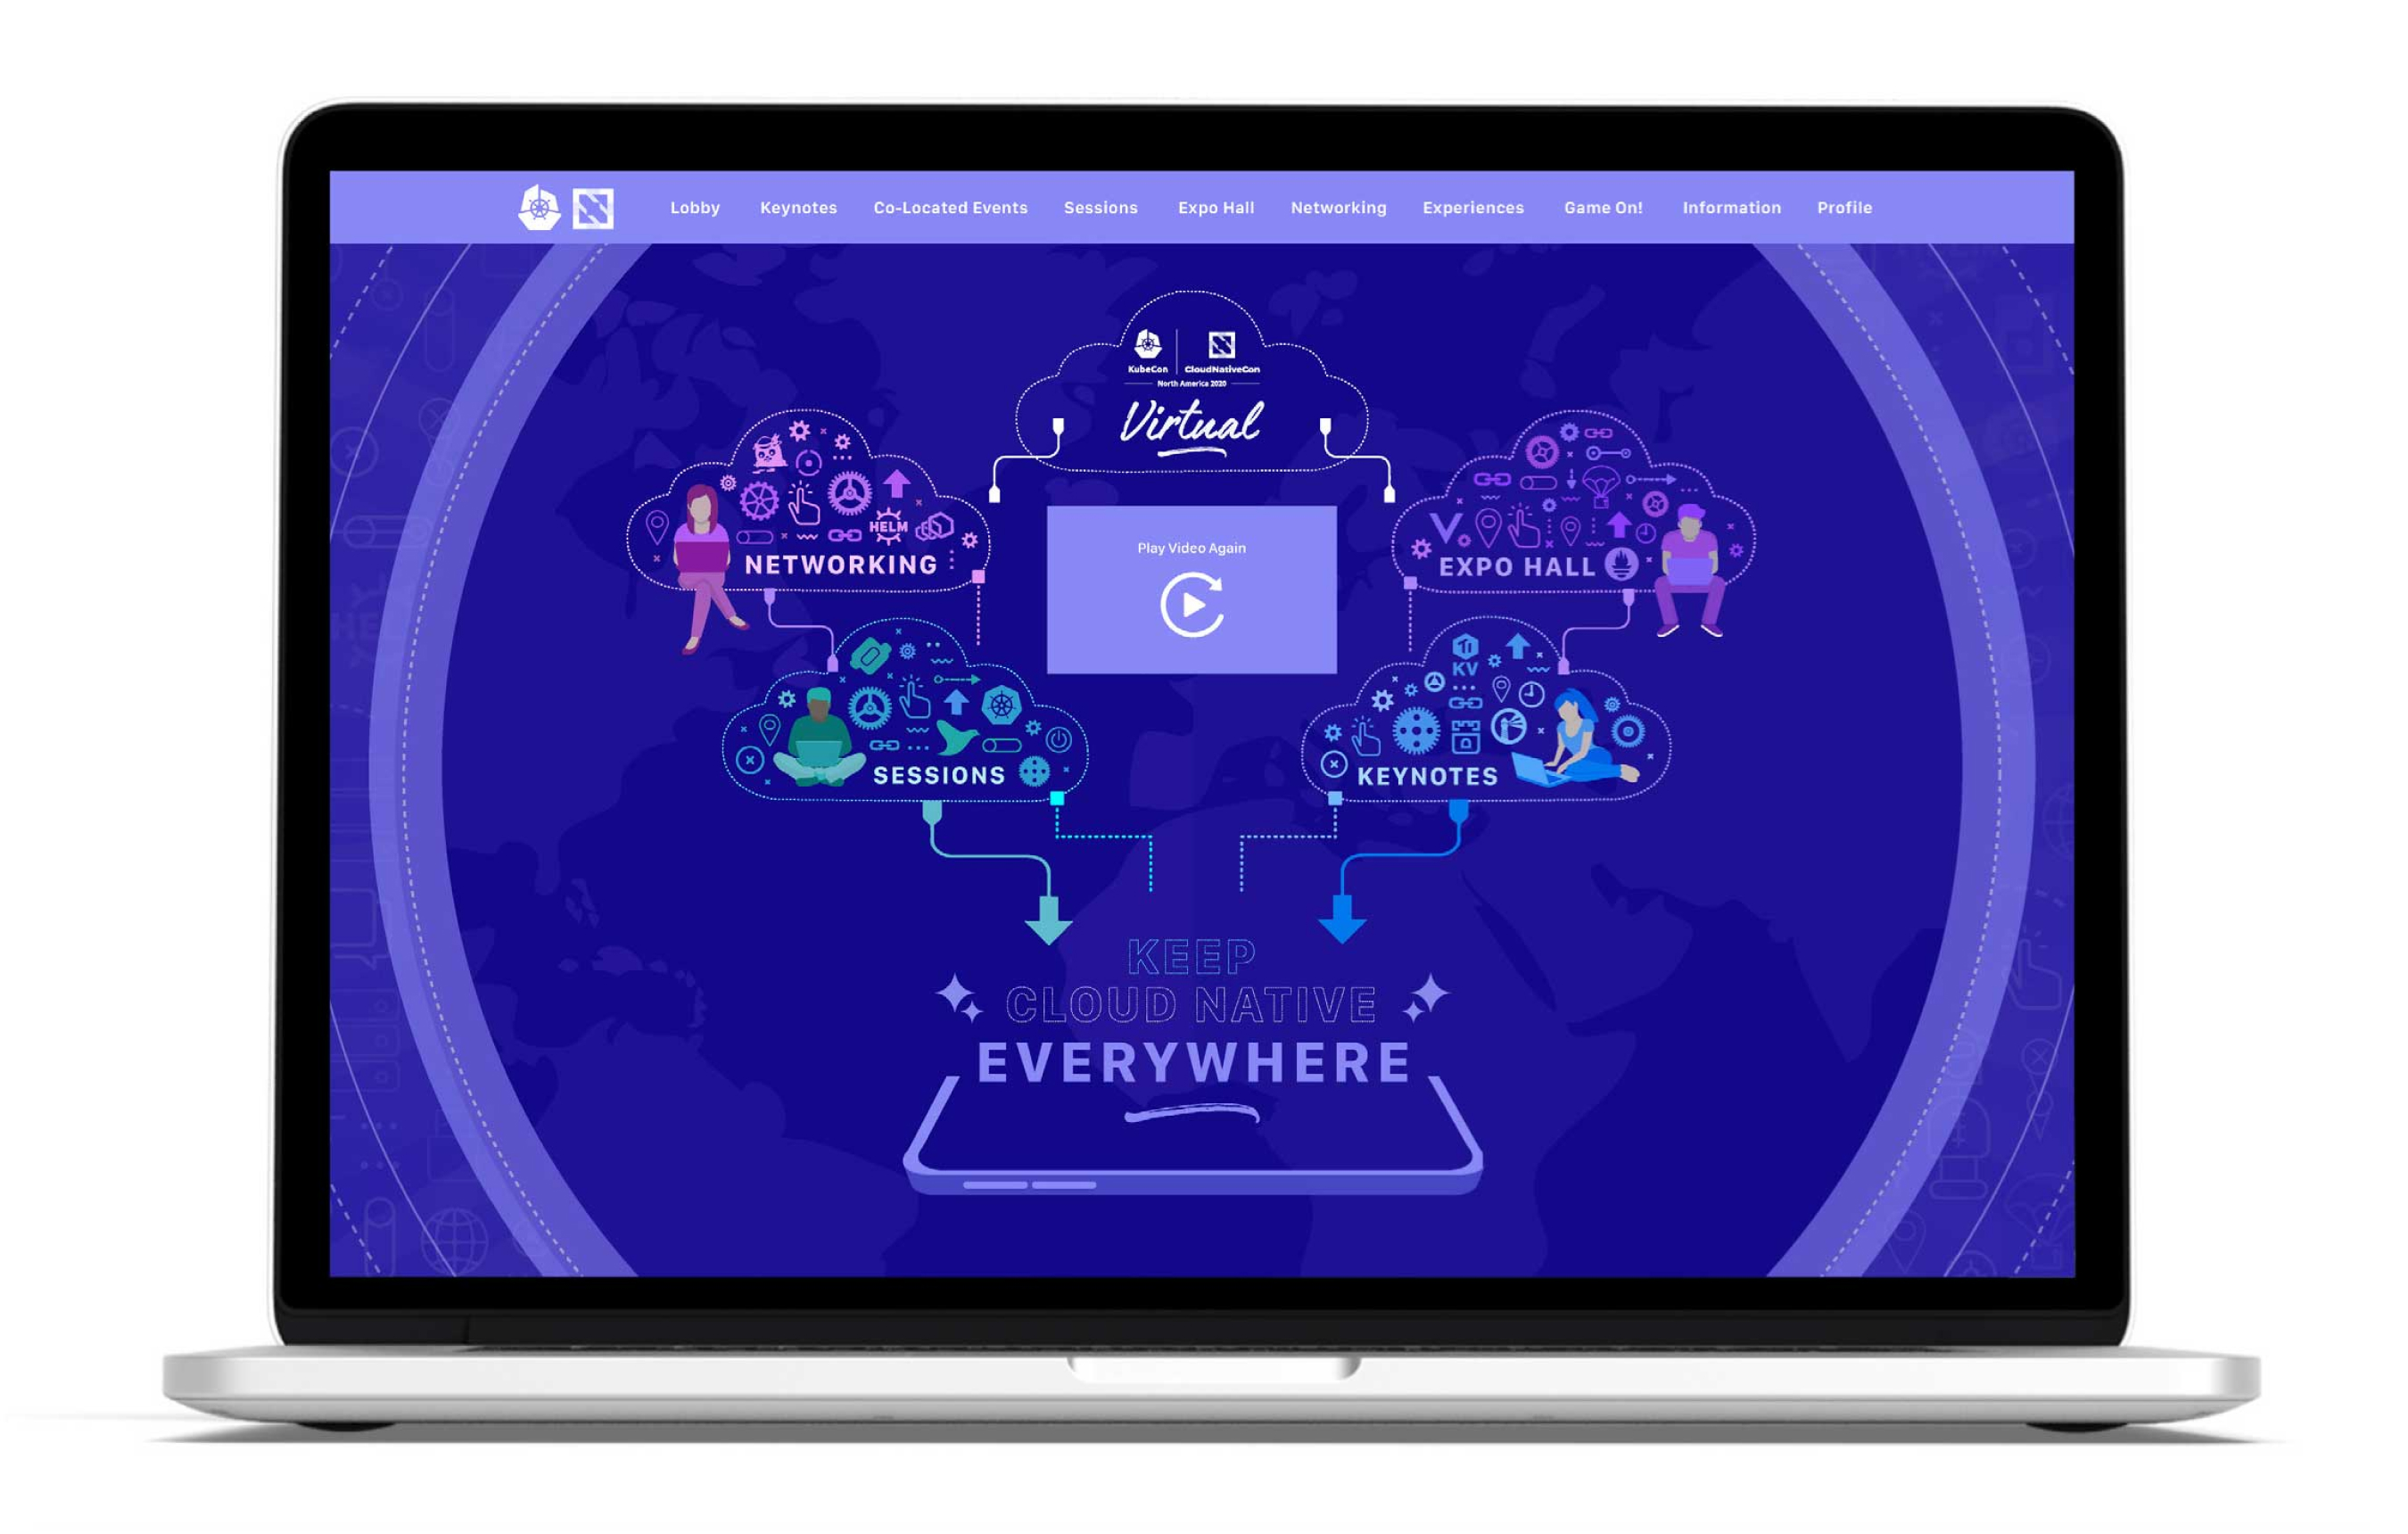 Lobby Keynotes Co-Located Events Sessions Expo Hall Networking Experiences Game On! Information Profile
KubeCon CloudNativeCon
North America 2020
Virtual
HELM
NETWORKING
Play Video Again
V
EXPO HALL
KV
SESSIONS
KEYNOTES
KEEP
CLOUD NATIVE
EVERYWHERE